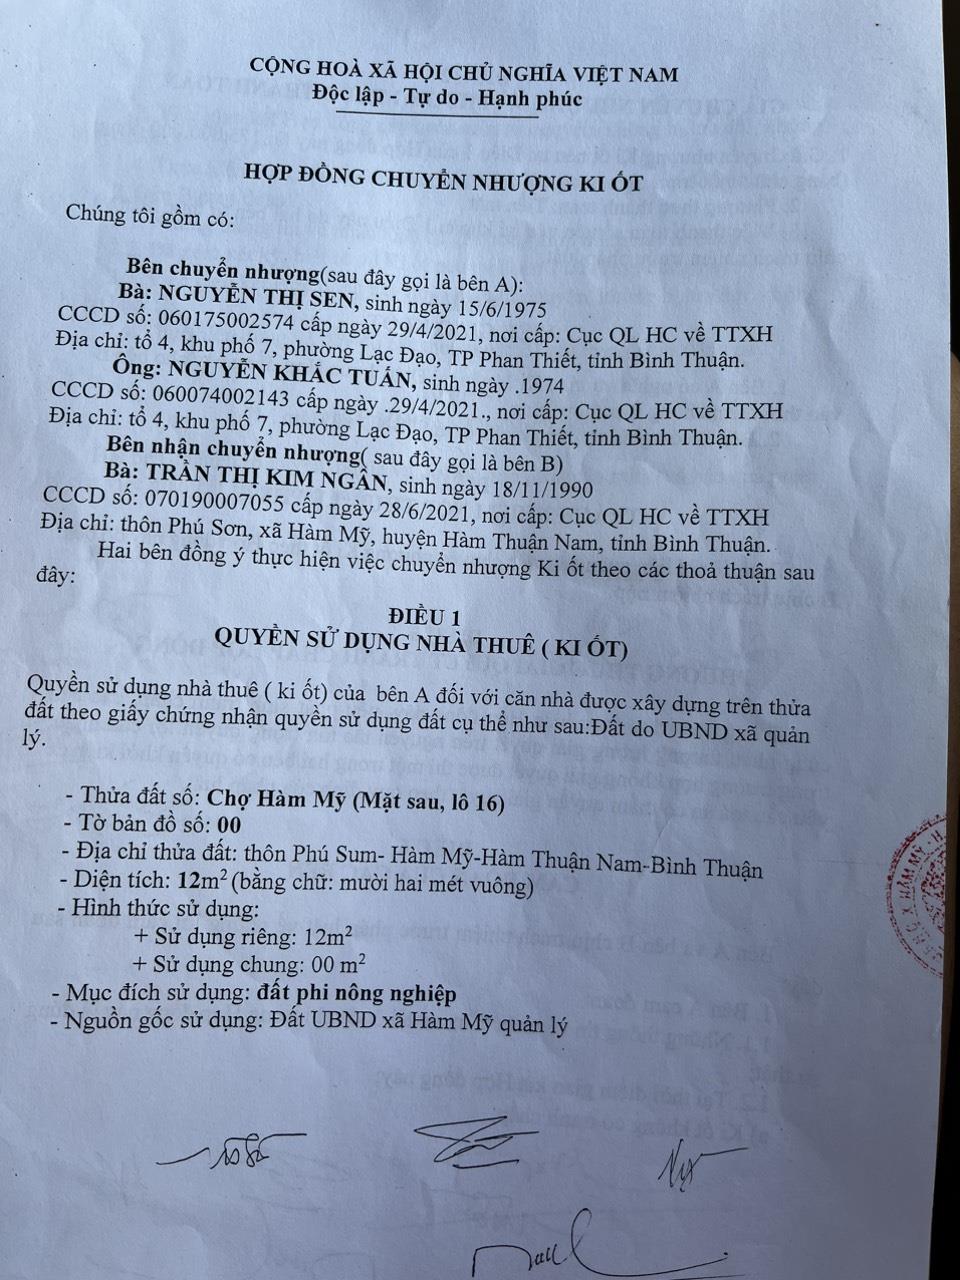 CỘNG HOÀ XÃ HỘI CHỦ NGHĨA VIỆT NAM
Độc lập - Tự do - Hạnh phúc
HỢP ĐỒNG CHUYỂN NHƯỢNG KI ỐT
Chúng tôi gồm có:
Bên chuyển nhượng(sau đây gọi là bên A):
Bà: NGUYỄN THỊ SEN, sinh ngày 15/6/1975
CCCD số: 060175002574 cấp ngày 29/4/2021, nơi cấp: Cục QL HC về TTXH
Địa chỉ: tổ 4, khu phố 7, phường Lạc Đạo, TP Phan Thiết, tỉnh Bình Thuận.
Ông: NGUYỄN KHẮC TUẤN, sinh ngày .1974
CCCD số: 060074002143 cấp ngày .29/4/2021., nơi cấp: Cục QL HC về TTXH
Địa chỉ: tổ 4, khu phố 7, phường Lạc Đạo, TP Phan Thiết, tỉnh Bình Thuận.
Bên nhận chuyển nhượng( sau đây gọi là bên B)
Bà: TRẦN THỊ KIM NGÂN, sinh ngày 18/11/1990
CCCD số: 070190007055 cấp ngày 28/6/2021, nơi cấp: Cục QL HC về TTXH
Địa chỉ: thôn Phú Sơn, xã Hàm Mỹ, huyện Hàm Thuận Nam, tỉnh Bình Thuận.
Hai bên đồng ý thực hiện việc chuyển nhượng Ki ốt theo các thoả thuận sau
đây:
ĐIỀU 1
QUYỀN SỬ DỤNG NHÀ THUÊ ( KI ỐT)
Quyền sử dụng nhà thuê ( ki ốt) của bên A đối với căn nhà được xây dựng trên thửa
đất theo giấy chứng nhận quyền sử dụng đất cụ thể như sau:Đất do UBND xã quản
lý.
- Thửa đất số: Chợ Hàm Mỹ (Mặt sau, lô 16)
- Tờ bản đồ số: 00
- Địa chỉ thửa đất: thôn Phú Sum- Hàm Mỹ-Hàm Thuận Nam-Bình Thuận
- Diện tích: 12m² (bằng chữ: mười hai mét vuông)
- Hình thức sử dụng:
+ Sử dụng riêng: 12m²
+ Sử dụng chung: 00 m²
- Mục đích sử dụng: đất phi nông nghiệp
- Nguồn gốc sử dụng: Đất UBND xã Hàm Mỹ quản lý